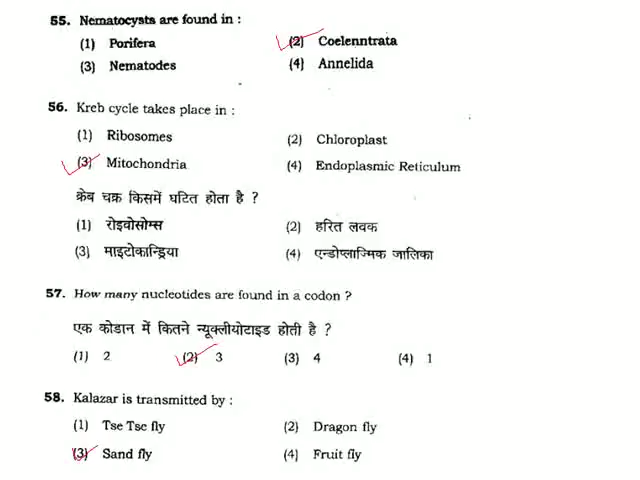 55. Nematocysts are found in :
(1) Porifera (2) Coelenntrata
(3) Nematodes (4) Annelida
56. Kreb cycle takes place in :
(1) Ribosomes (2) Chloroplast
(3) Mitochondria (4) Endoplasmic Reticulum
क्रेब चक्र किसमें घटित होता है ?
(1) रोइवोसोम्स (2) हरित लवक
(3) माइटोकान्ड्रिया (4) एन्डोप्लाज्मिक जालिका
57. How many nucleotides are found in a codon ?
एक कोडान में कितने न्यूक्लीयोटाइड होती है ?
(1) 2 (2) 3 (3) 4 (4) 1
58. Kalazar is transmitted by :
(1) Tse Tse fly (2) Dragon fly
(3) Sand fly (4) Fruit fly